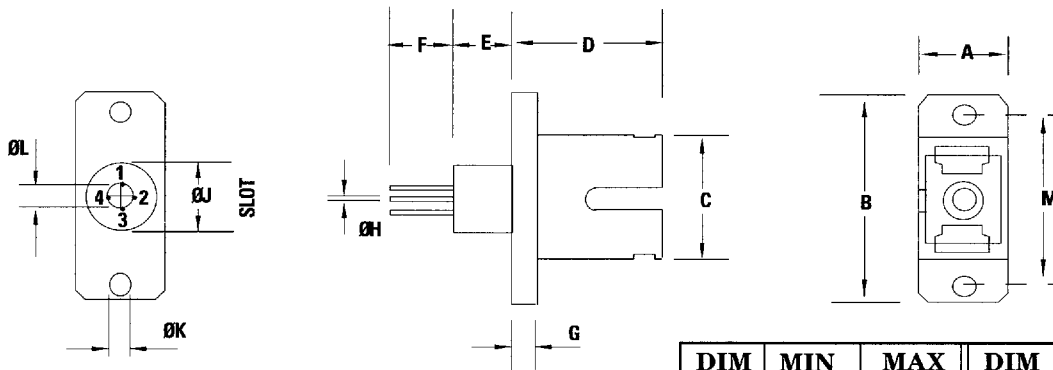 F E D A
ØL
1
4 2
3
ØJ
SLOT
ØH
C
B
M
ØK
G
DIM MIN MAX DIM